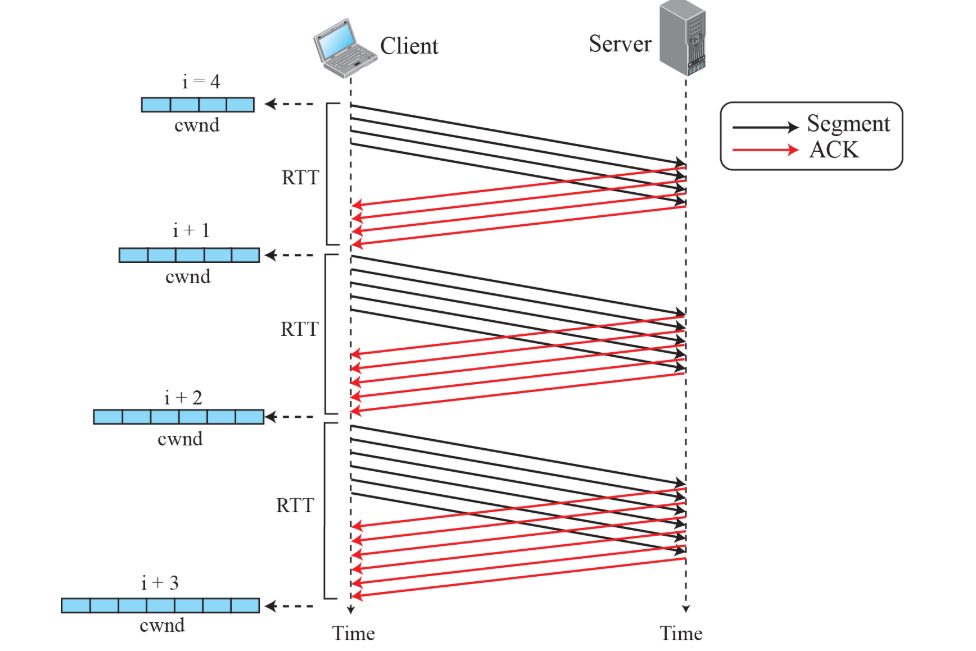 Client
Server
i = 4
cwnd
Segment
ACK
RTT
i + 1
cwnd
RTT
i + 2
cwnd
RTT
i + 3
cwnd
Time
Time